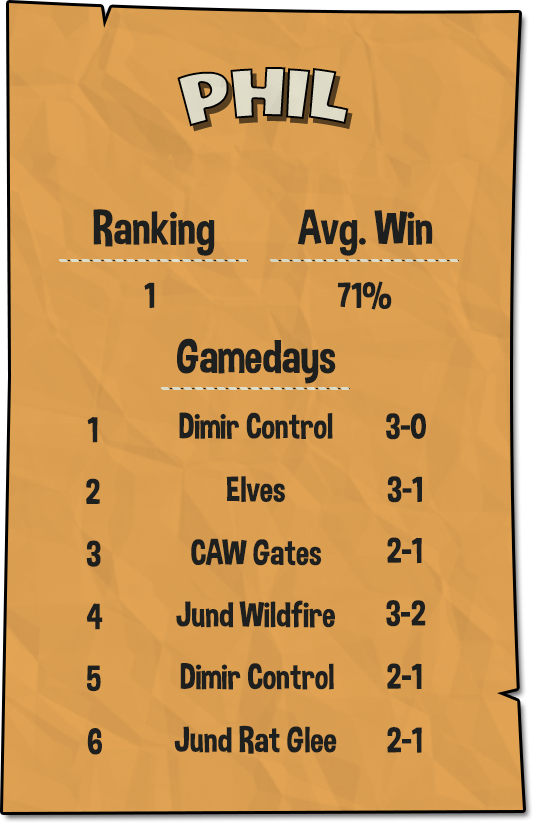 PHIL
Ranking Avg. Win
1 71%
Gamedays
1 Dimir Control 3-0
2 Elves 3-1
3 CAW Gates 2-1
4 Jund Wildfire 3-2
5 Dimir Control 2-1
6 Jund Rat Glee 2-1